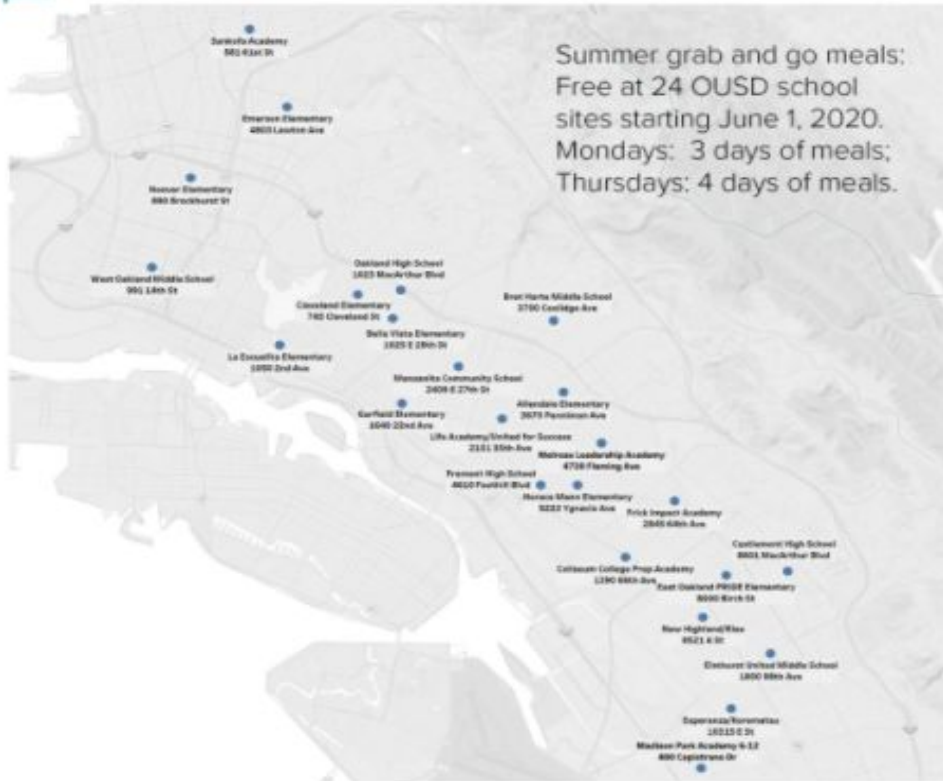 Summer grab and go meals:
Free at 24 OUSD school
sites starting June 1, 2020.
Mondays: 3 days of meals;
Thursdays: 4 days of meals.
Sankofa Academy
581 61st St
Emerson Elementary
4803 Lawton Ave
Hoover Elementary
890 Brockhurst St
West Oakland Middle School
991 14th St
Oakland High School
1023 MacArthur Blvd
Cleveland Elementary
745 Cleveland St
Bret Harte Middle School
3700 Coolidge Ave
Bella Vista Elementary
1025 E 28th St
La Escuelita Elementary
1050 2nd Ave
Manzanita Community School
2409 E 27th St
Allendale Elementary
3670 Penniman Ave
Garfield Elementary
1640 22nd Ave
Life Academy/United for Success
2101 35th Ave
Melrose Leadership Academy
4730 Fleming Ave
Fremont High School
4610 Foothill Blvd
Horace Mann Elementary
5222 Ygnacio Ave
Frick Impact Academy
2845 64th Ave
Castlemont High School
8601 MacArthur Blvd
Coliseum College Prep Academy
1390 66th Ave
East Oakland PRIDE Elementary
8000 Birch St
New Highland/Rise
8521 A St
Elmhurst United Middle School
1800 98th Ave
Esperanza/Korematsu
10315 E St
Madison Park Academy 6-12
400 Capistrano Dr